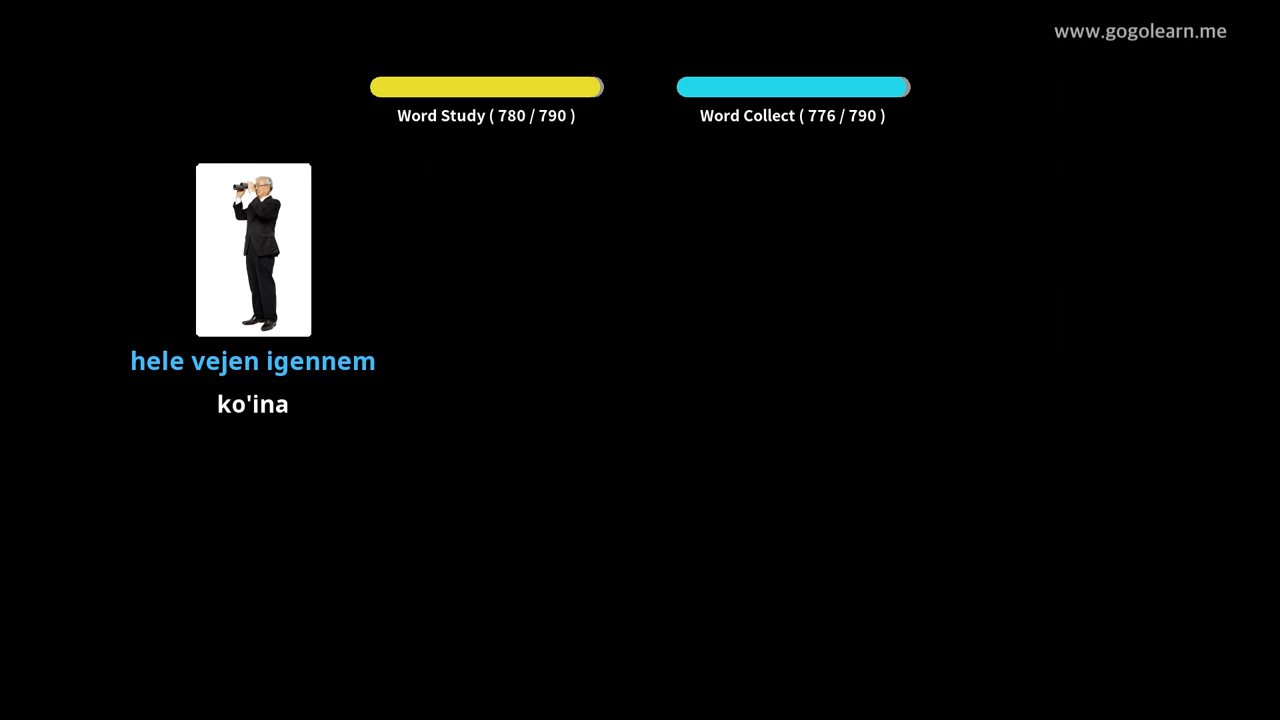 www.gogolearn.me
Word Study ( 780 / 790 )
Word Collect ( 776 / 790 )
hele vejen igennem
ko'ina